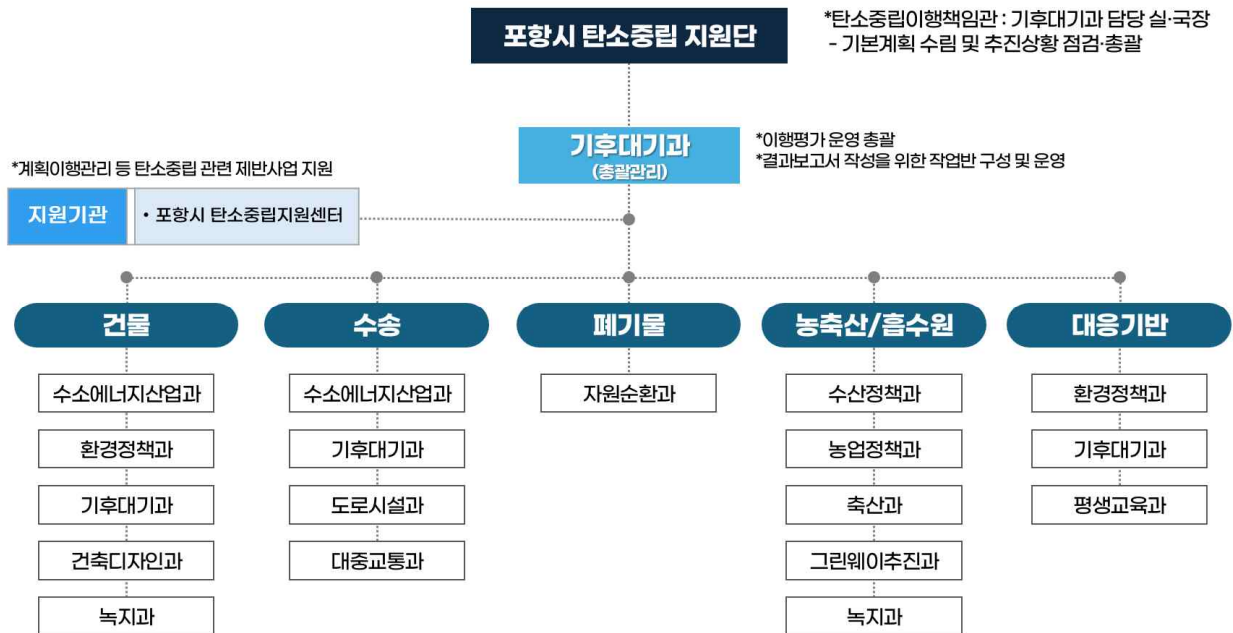 포항시 탄소중립 지원단
*탄소중립이행책임관 : 기후대기과 담당 실·국장
- 기본계획 수립 및 추진상황 점검·총괄
기후대기과
(총괄관리)
*이행평가 운영 총괄
*결과보고서 작성을 위한 작업반 구성 및 운영
*계획이행관리 등 탄소중립 관련 제반사업 지원
지원기관
• 포항시 탄소중립지원센터
건물
수소에너지산업과
환경정책과
기후대기과
건축디자인과
녹지과
수송
수소에너지산업과
기후대기과
도로시설과
대중교통과
폐기물
자원순환과
농축산/흡수원
수산정책과
농업정책과
축산과
그린웨이추진과
녹지과
대응기반
환경정책과
기후대기과
평생교육과